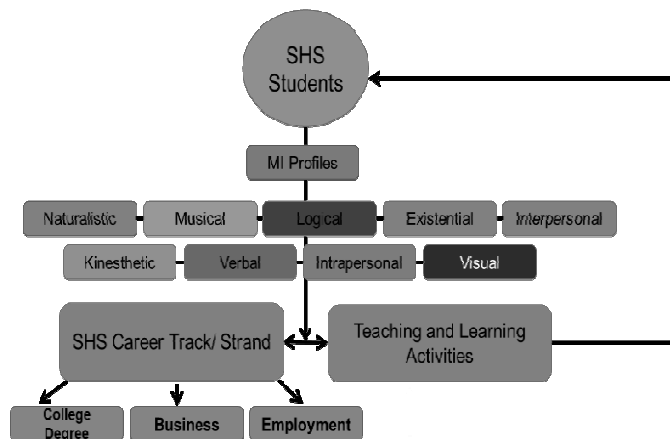 SHS
Students
MI Profiles
Naturalistic Musical Logical Existential Interpersonal
Kinesthetic Verbal Intrapersonal Visual
SHS Career Track/ Strand
Teaching and Learning
Activities
College
Degree
Business
Employment